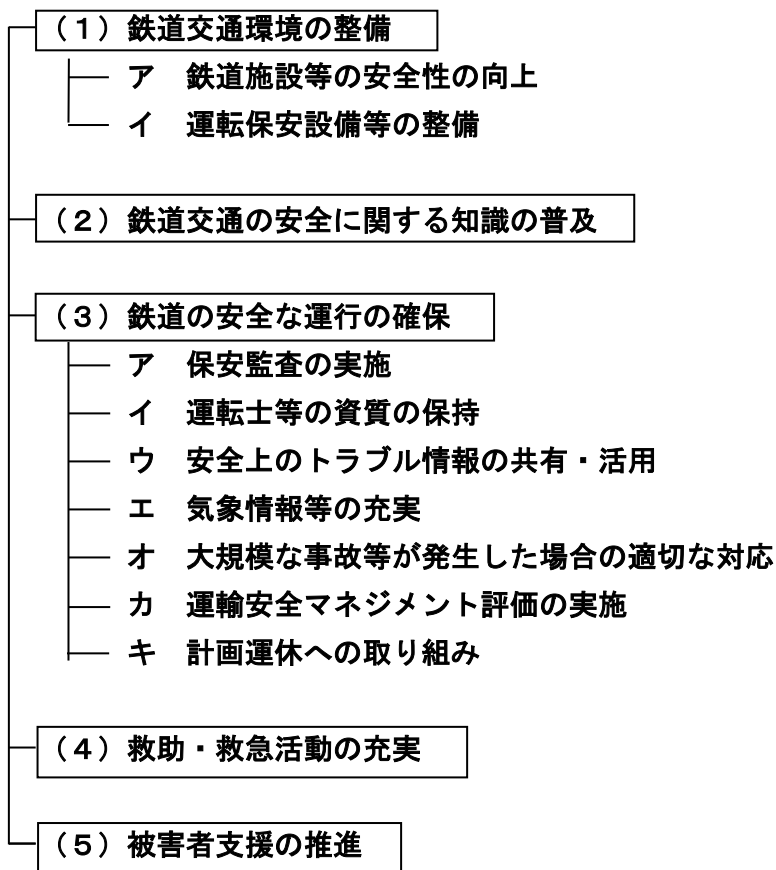 （１）鉄道交通環境の整備
ア　鉄道施設等の安全性の向上
イ　運転保安設備等の整備
（２）鉄道交通の安全に関する知識の普及
（３）鉄道の安全な運行の確保
ア　保安監査の実施
イ　運転士等の資質の保持
ウ　安全上のトラブル情報の共有・活用
エ　気象情報等の充実
オ　大規模な事故等が発生した場合の適切な対応
カ　運輸安全マネジメント評価の実施
キ　計画運休への取り組み
（４）救助・救急活動の充実
（５）被害者支援の推進